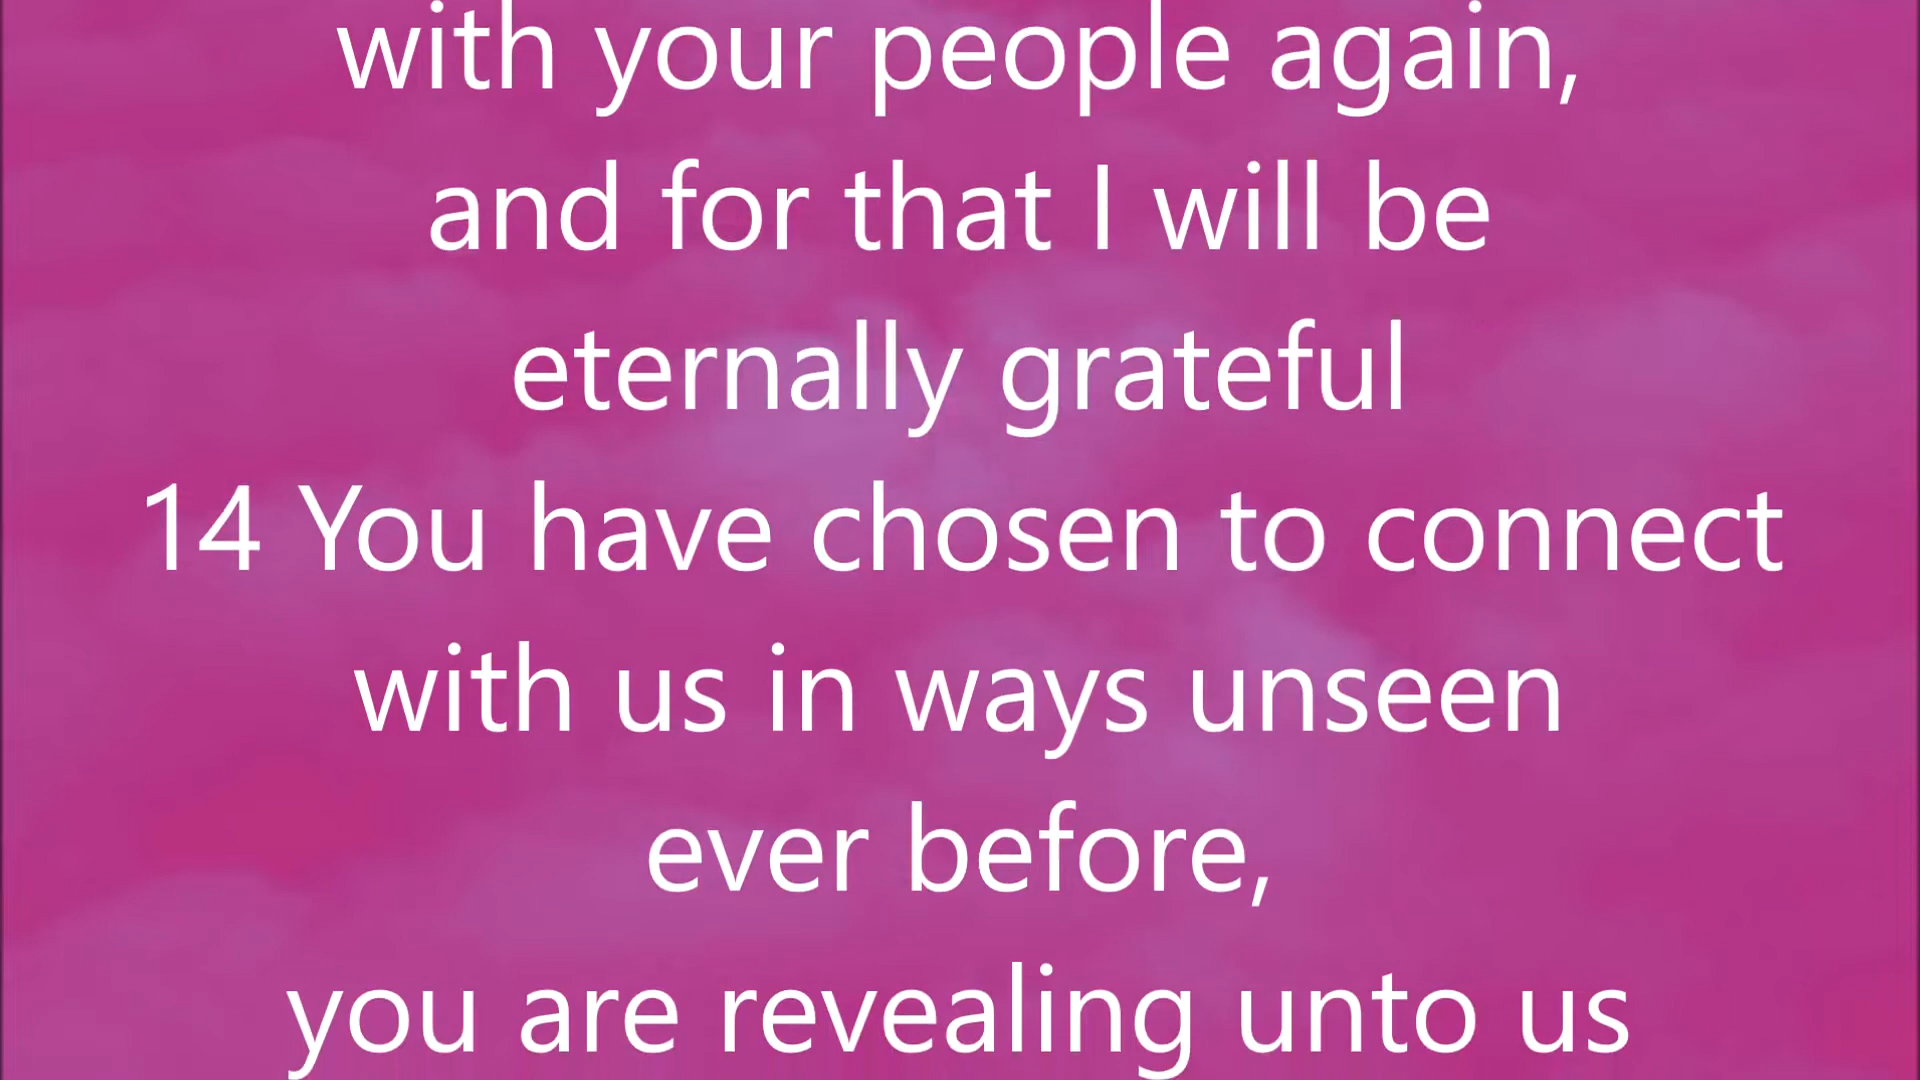 with your people again,
and for that I will be
eternally grateful
14 You have chosen to connect
with us in ways unseen
ever before,
you are revealing unto us